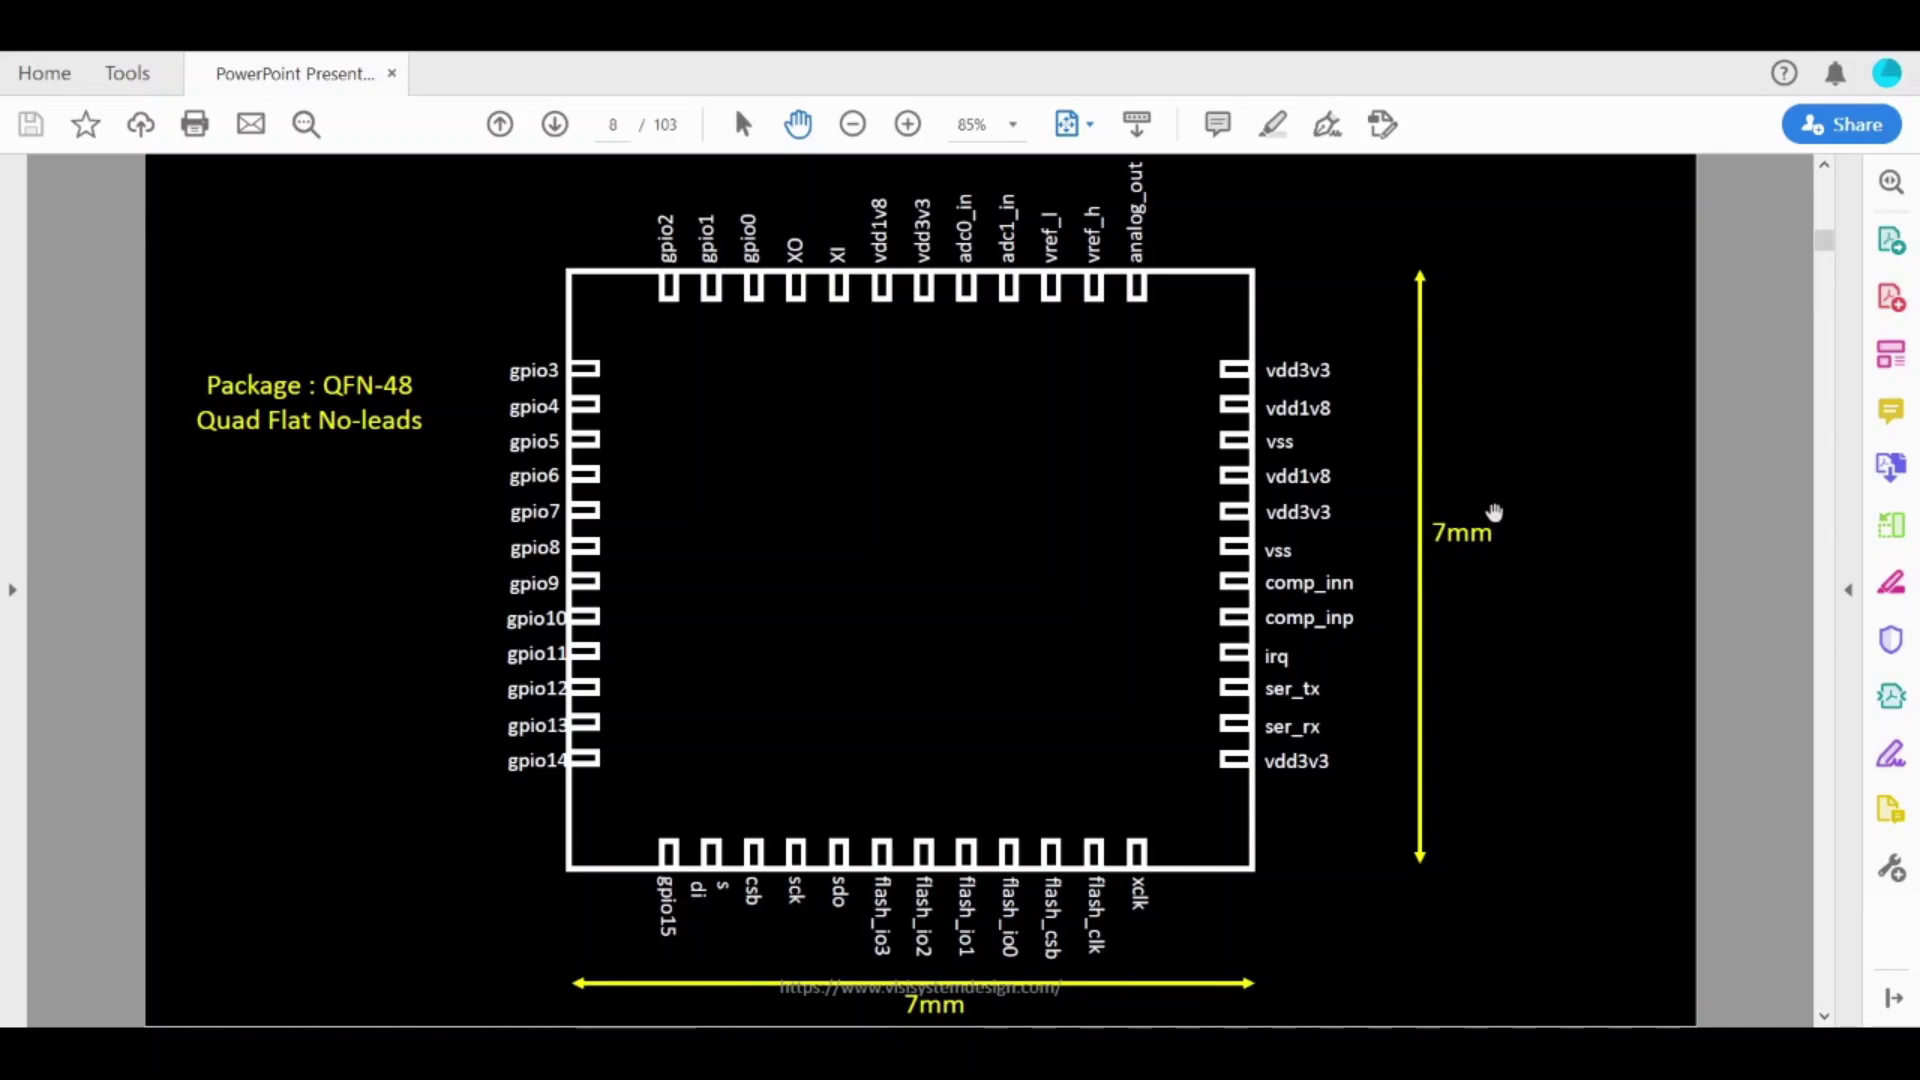 Home
Tools
PowerPoint Present...
8 / 103
85%
Share
gpio2
gpio1
gpio0
XO
XI
vdd1v8
vdd3v3
adc0_in
adc1_in
vref_l
vref_h
analog_out
Package : QFN-48
Quad Flat No-leads
gpio3
gpio4
gpio5
gpio6
gpio7
gpio8
gpio9
gpio10
gpio11
gpio12
gpio13
gpio14
vdd3v3
vdd1v8
vss
vdd1v8
vdd3v3
vss
comp_inn
comp_inp
irq
ser_tx
ser_rx
vdd3v3
7mm
gpio15
s
di
csb
sck
sdo
flash_io3
flash_io2
flash_io1
flash_io0
flash_csb
flash_clk
xclk
https://www.vlsisystemdesign.com/
7mm